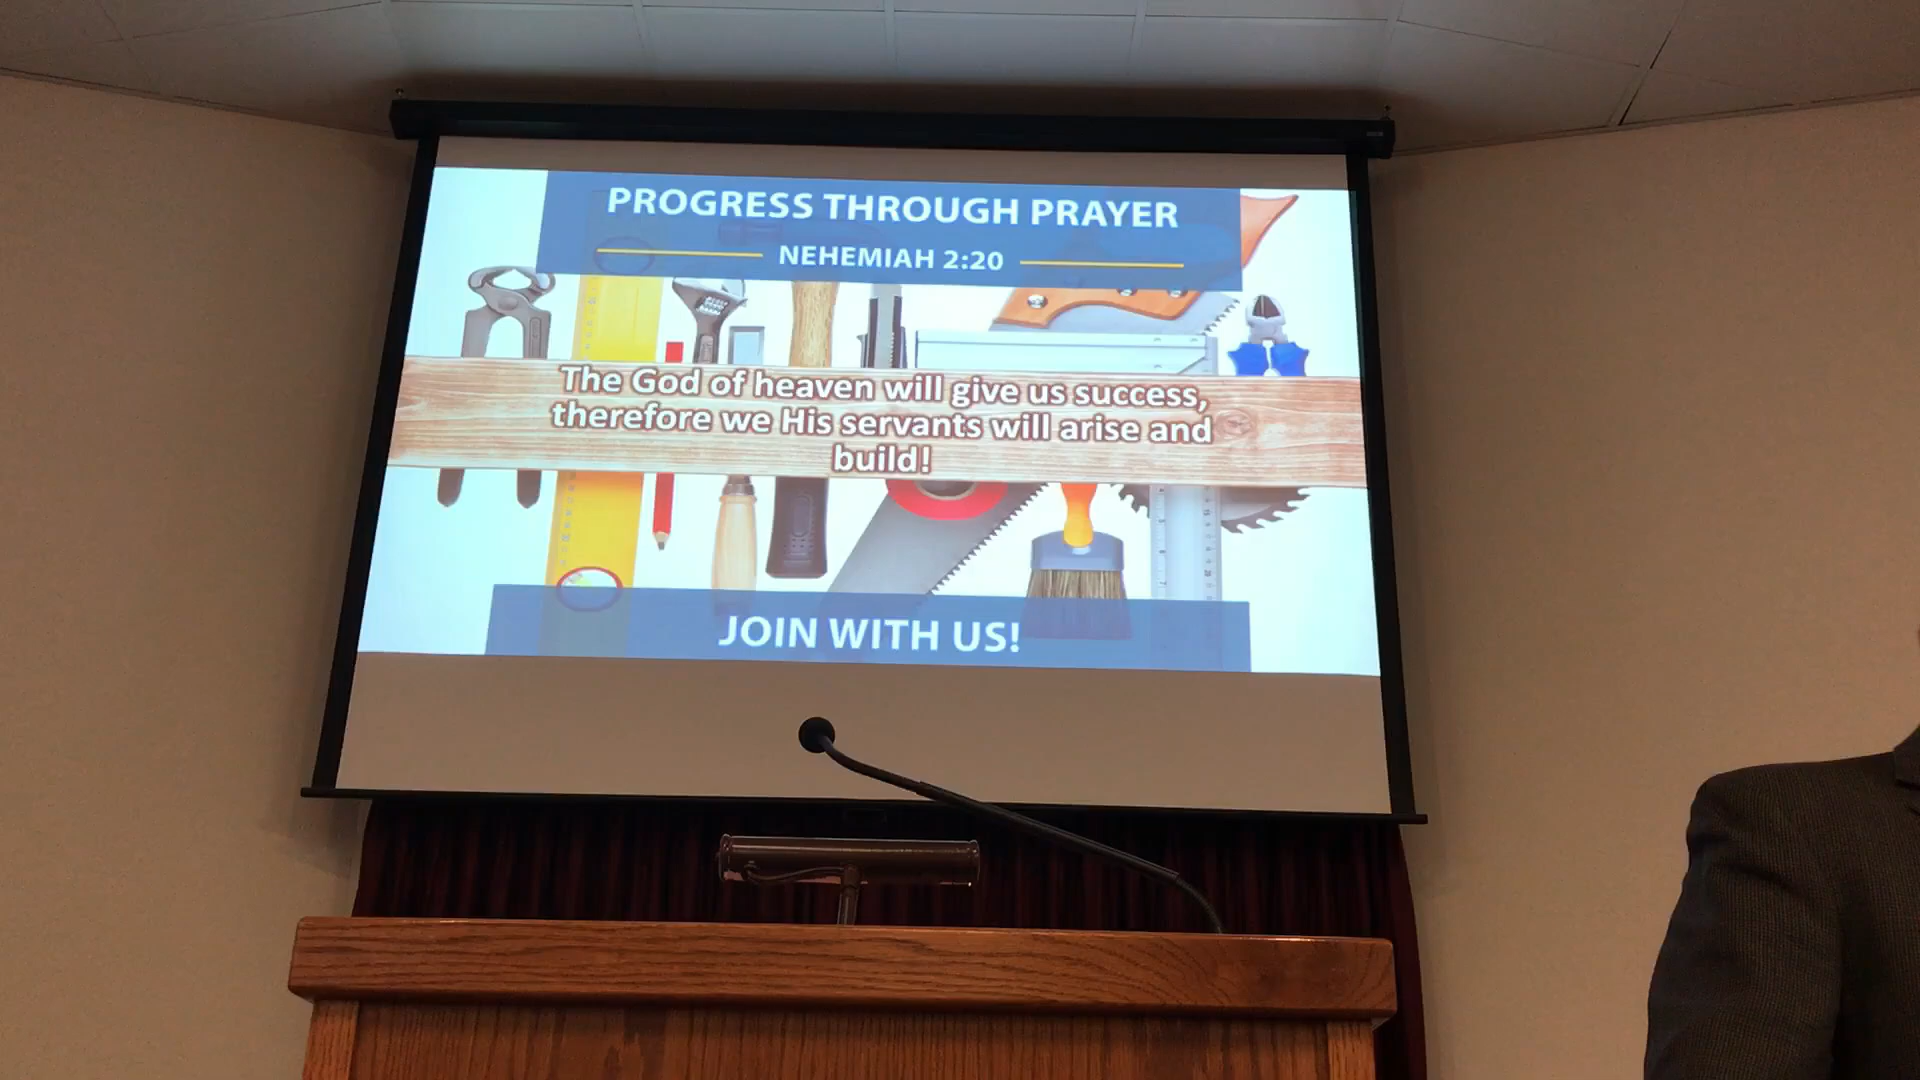 PROGRESS THROUGH PRAYER
NEHEMIAH 2:20
The God of heaven will give us success,
therefore we His servants will arise and
build!
JOIN WITH US!